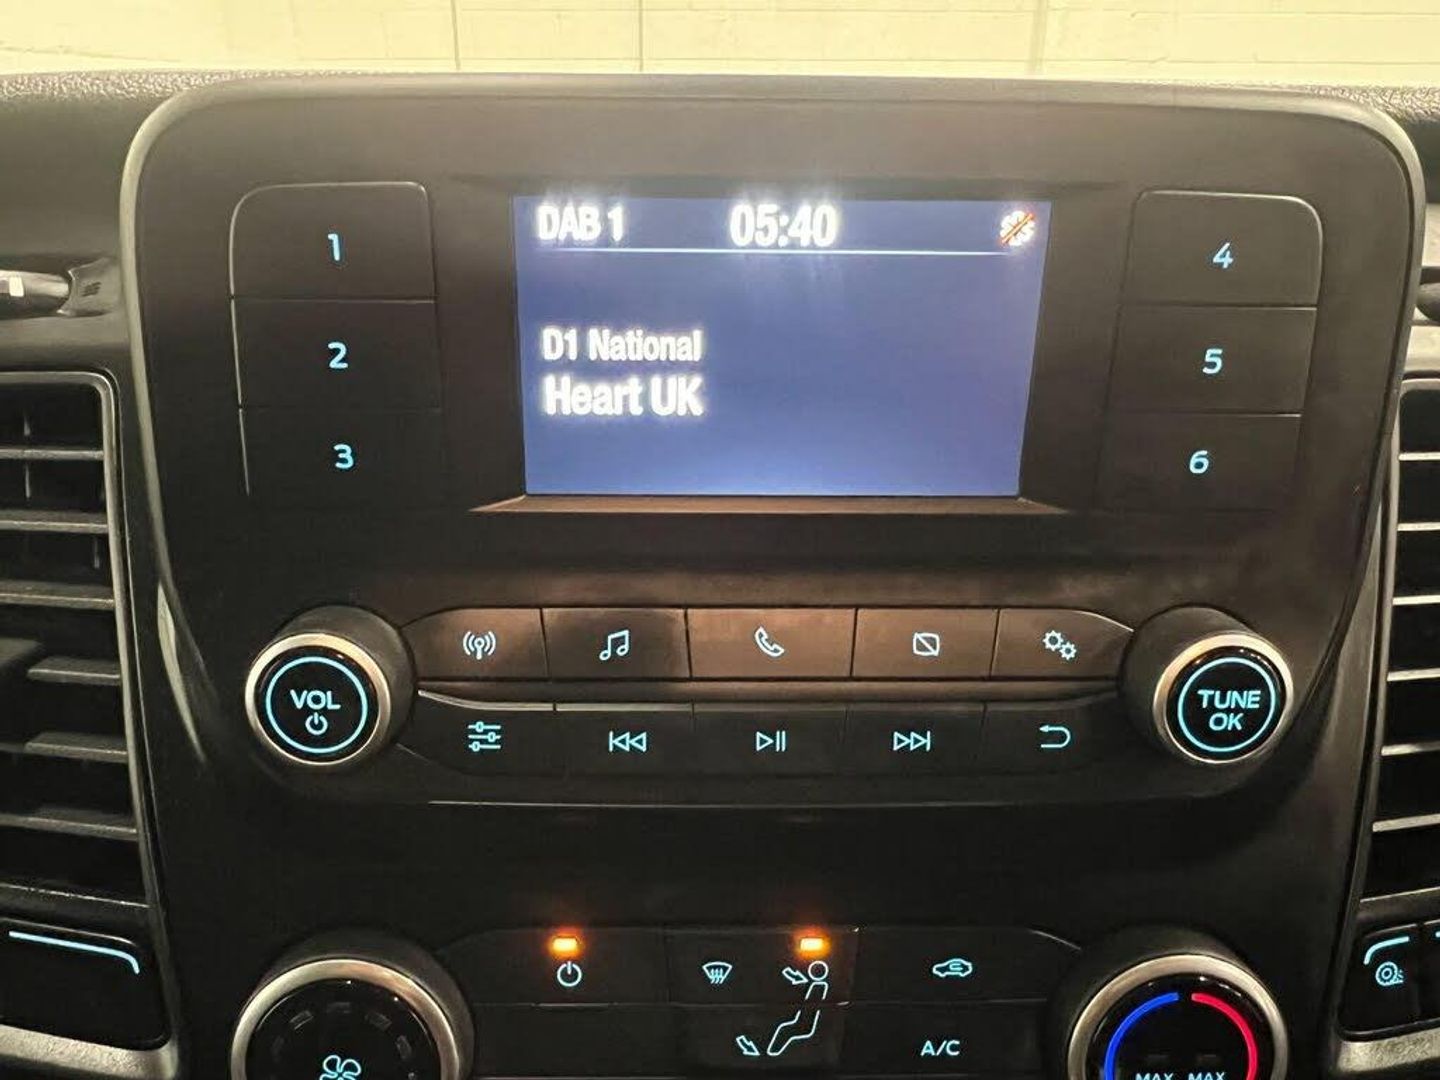 DAB 1 05:40
D1 National
Heart UK
1
2
3
4
5
6
VOL
TUNE
OK
A/C
MAX MAX